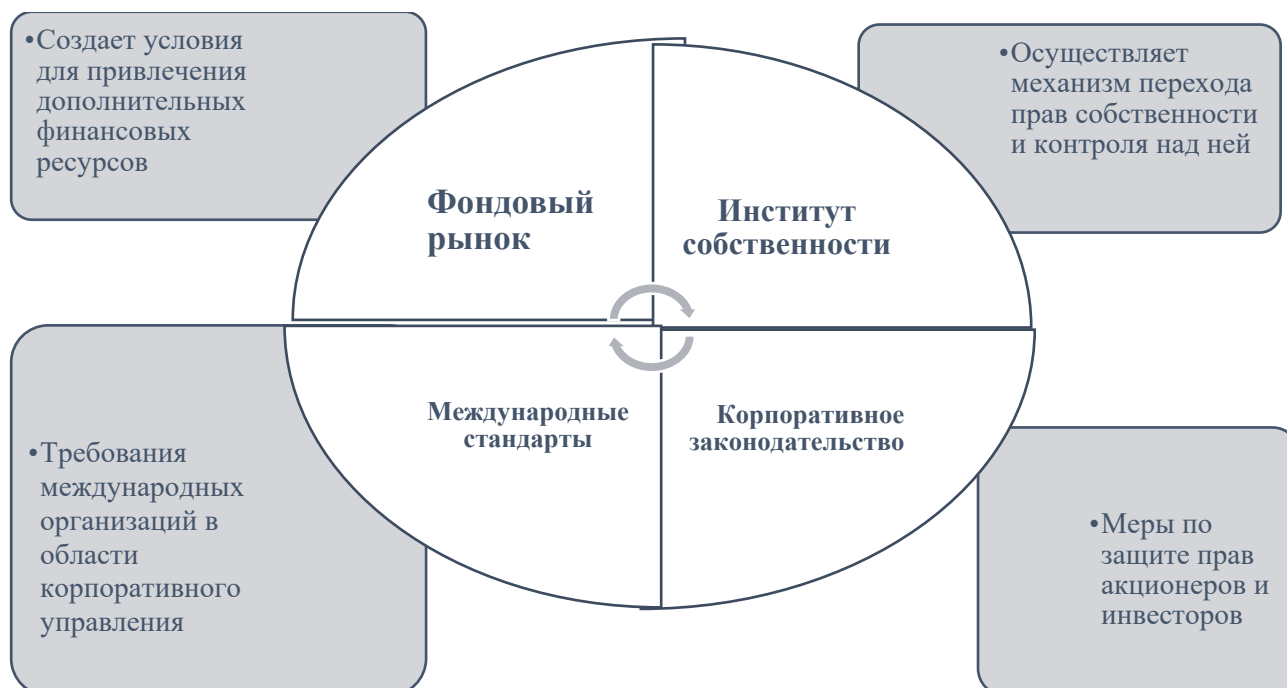 •Создает условия
для привлечения
дополнительных
финансовых
ресурсов
•Осуществляет
механизм перехода
прав собственности
и контроля над ней
Фондовый
рынок
Институт
собственности
Международные
стандарты
Корпоративное
законодательство
•Требования
международных
организаций в
области
корпоративного
управления
•Меры по
защите прав
акционеров и
инвесторов